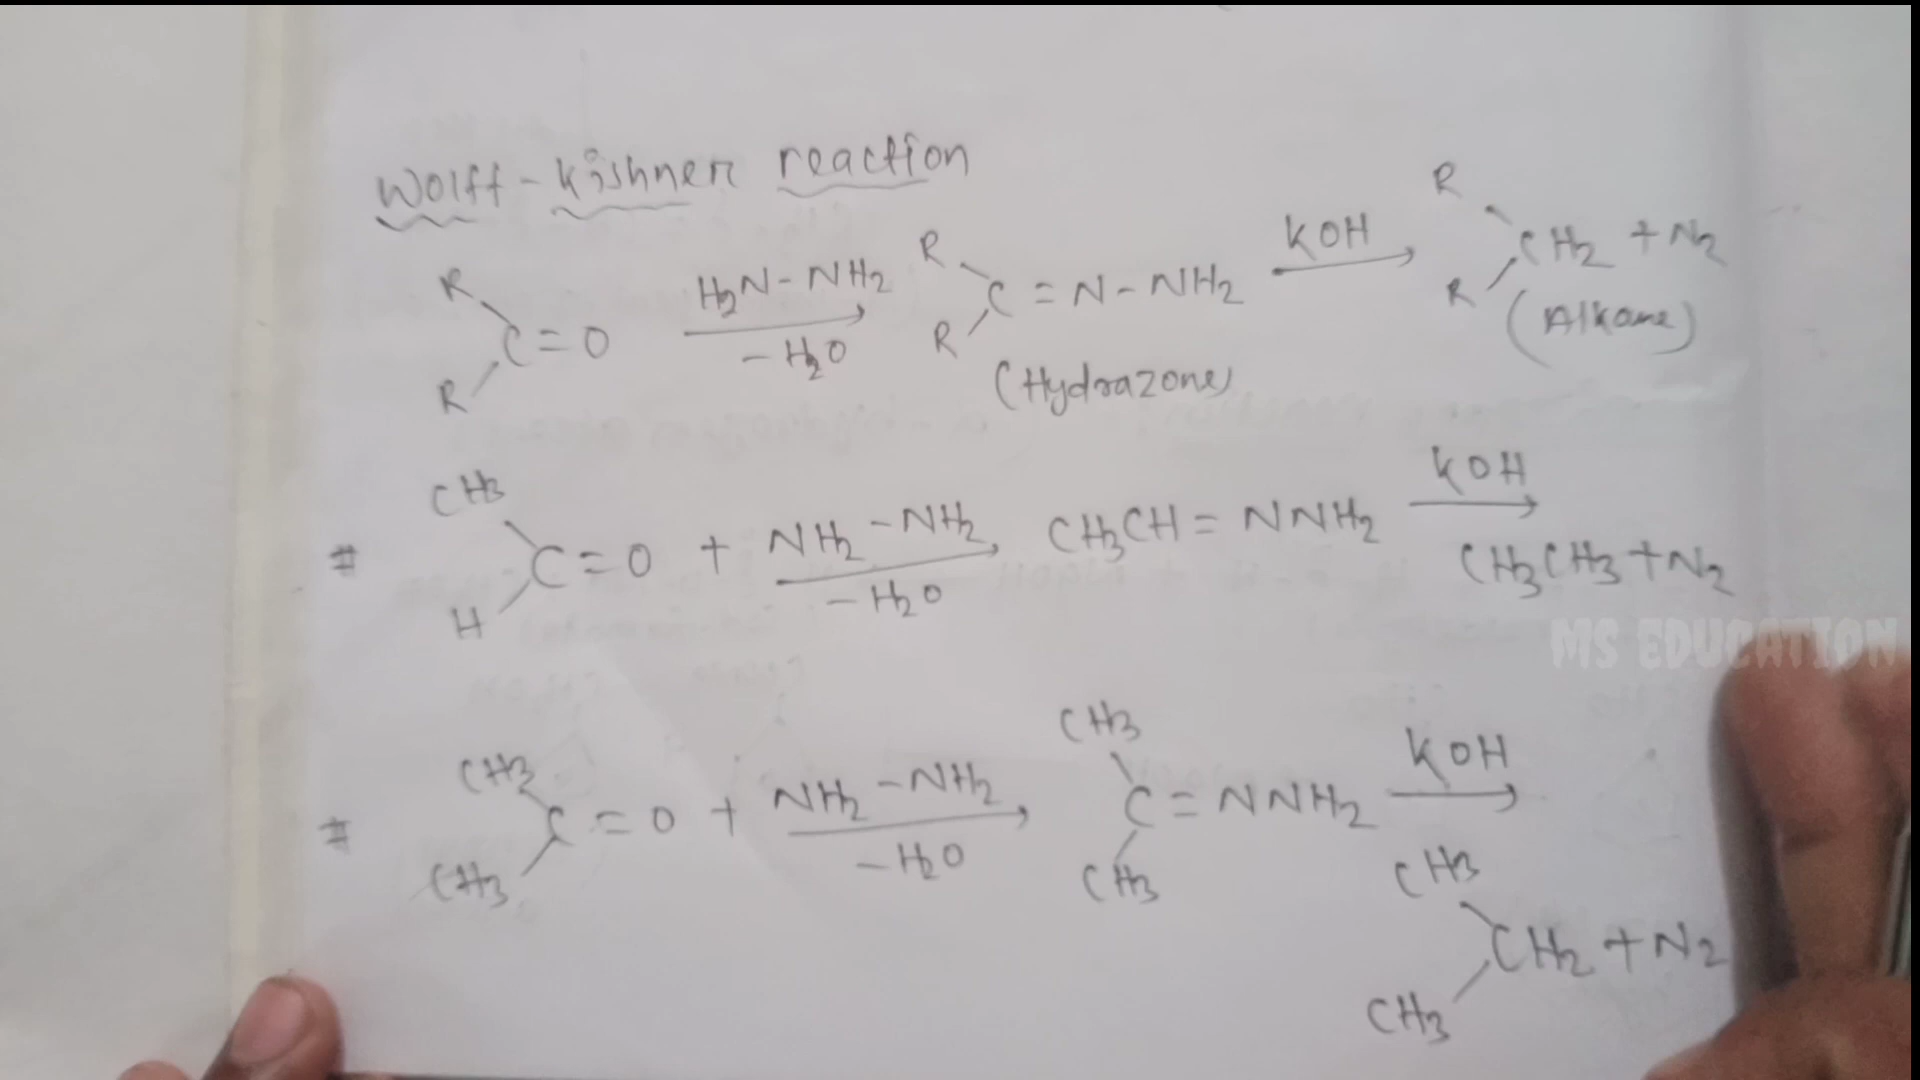 Wolff-Kishner reaction
R
R
C=O
H2N-NH2
-H2O
R
R
C=N-NH2
(Hydrazone)
KOH
R
R
CH2 + N2
(Alkane)
#
CH3
H
C=O + NH2-NH2
-H2O
CH3CH=NNH2
KOH
CH3CH3+N2
MS EDUCATION
#
CH3
CH3
C=O + NH2-NH2
-H2O
CH3
C=NNH2
CH3
KOH
CH3
CH2+N2
CH3